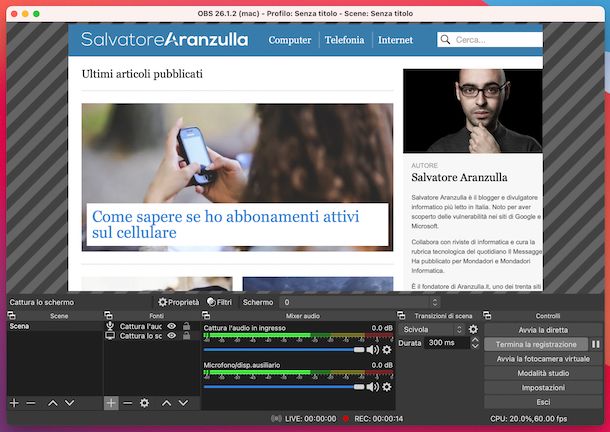 OBS 26.1.2 (mac) - Profilo: Senza titolo - Scene: Senza titolo
SalvatoreAranzulla
Computer
Telefonia
Internet
Cerca...
Ultimi articoli pubblicati
Come sapere se ho abbonamenti attivi
sul cellulare
AUTORE
Salvatore Aranzulla
Salvatore Aranzulla è il blogger e divulgatore
informatico più letto in Italia. Noto per aver
scoperto delle vulnerabilità nei siti di Google e
Microsoft.
Collabora con riviste di informatica e cura la
rubrica tecnologica del quotidiano Il Messagge
Ha pubblicato per Mondadori e Mondadori
Informatica.
È il fondatore di Aranzulla.it, uno dei trenta siti
Cattura lo schermo
Proprietà
Filtri
Schermo
0
Scene
Fonti
Mixer audio
Transizioni di scena
Controlli
Scena
Cattura l'auc
Cattura lo sc
Cattura l'audio in ingresso
0.0 dB
Microfono/disp.ausiliario
0.0 dB
Scivola
Durata
300 ms
Avvia la diretta
Termina la registrazione
Avvia la fotocamera virtuale
Modalità studio
Impostazioni
Esci
LIVE: 00:00:00
REC: 00:00:14
CPU: 20.0%,60.00 fps